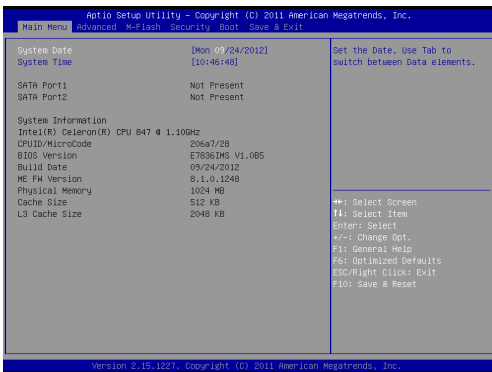 Aptio Setup Utility – Copyright (C) 2011 American Megatrends, Inc.
Main Menu Advanced M-Flash Security Boot Save & Exit
System Date [Mon 09/24/2012]
System Time [10:46:48]
SATA Port1 Not Present
SATA Port2 Not Present
System Information
Intel(R) Celeron(R) CPU 847 @ 1.10GHz
CPUID/MicroCode 206a7/28
BIOS Version E7836IMS V1.0B5
Build Date 09/24/2012
ME FW Version 8.1.0.1248
Physical Memory 1024 MB
Cache Size 512 KB
L3 Cache Size 2048 KB
Set the Date. Use Tab to
switch between Data elements.
→←: Select Screen
↑↓: Select Item
Enter: Select
+/-: Change Opt.
F1: General Help
F6: Optimized Defaults
ESC/Right Click: Exit
F10: Save & Reset
Version 2.15.1227. Copyright (C) 2011 American Megatrends, Inc.